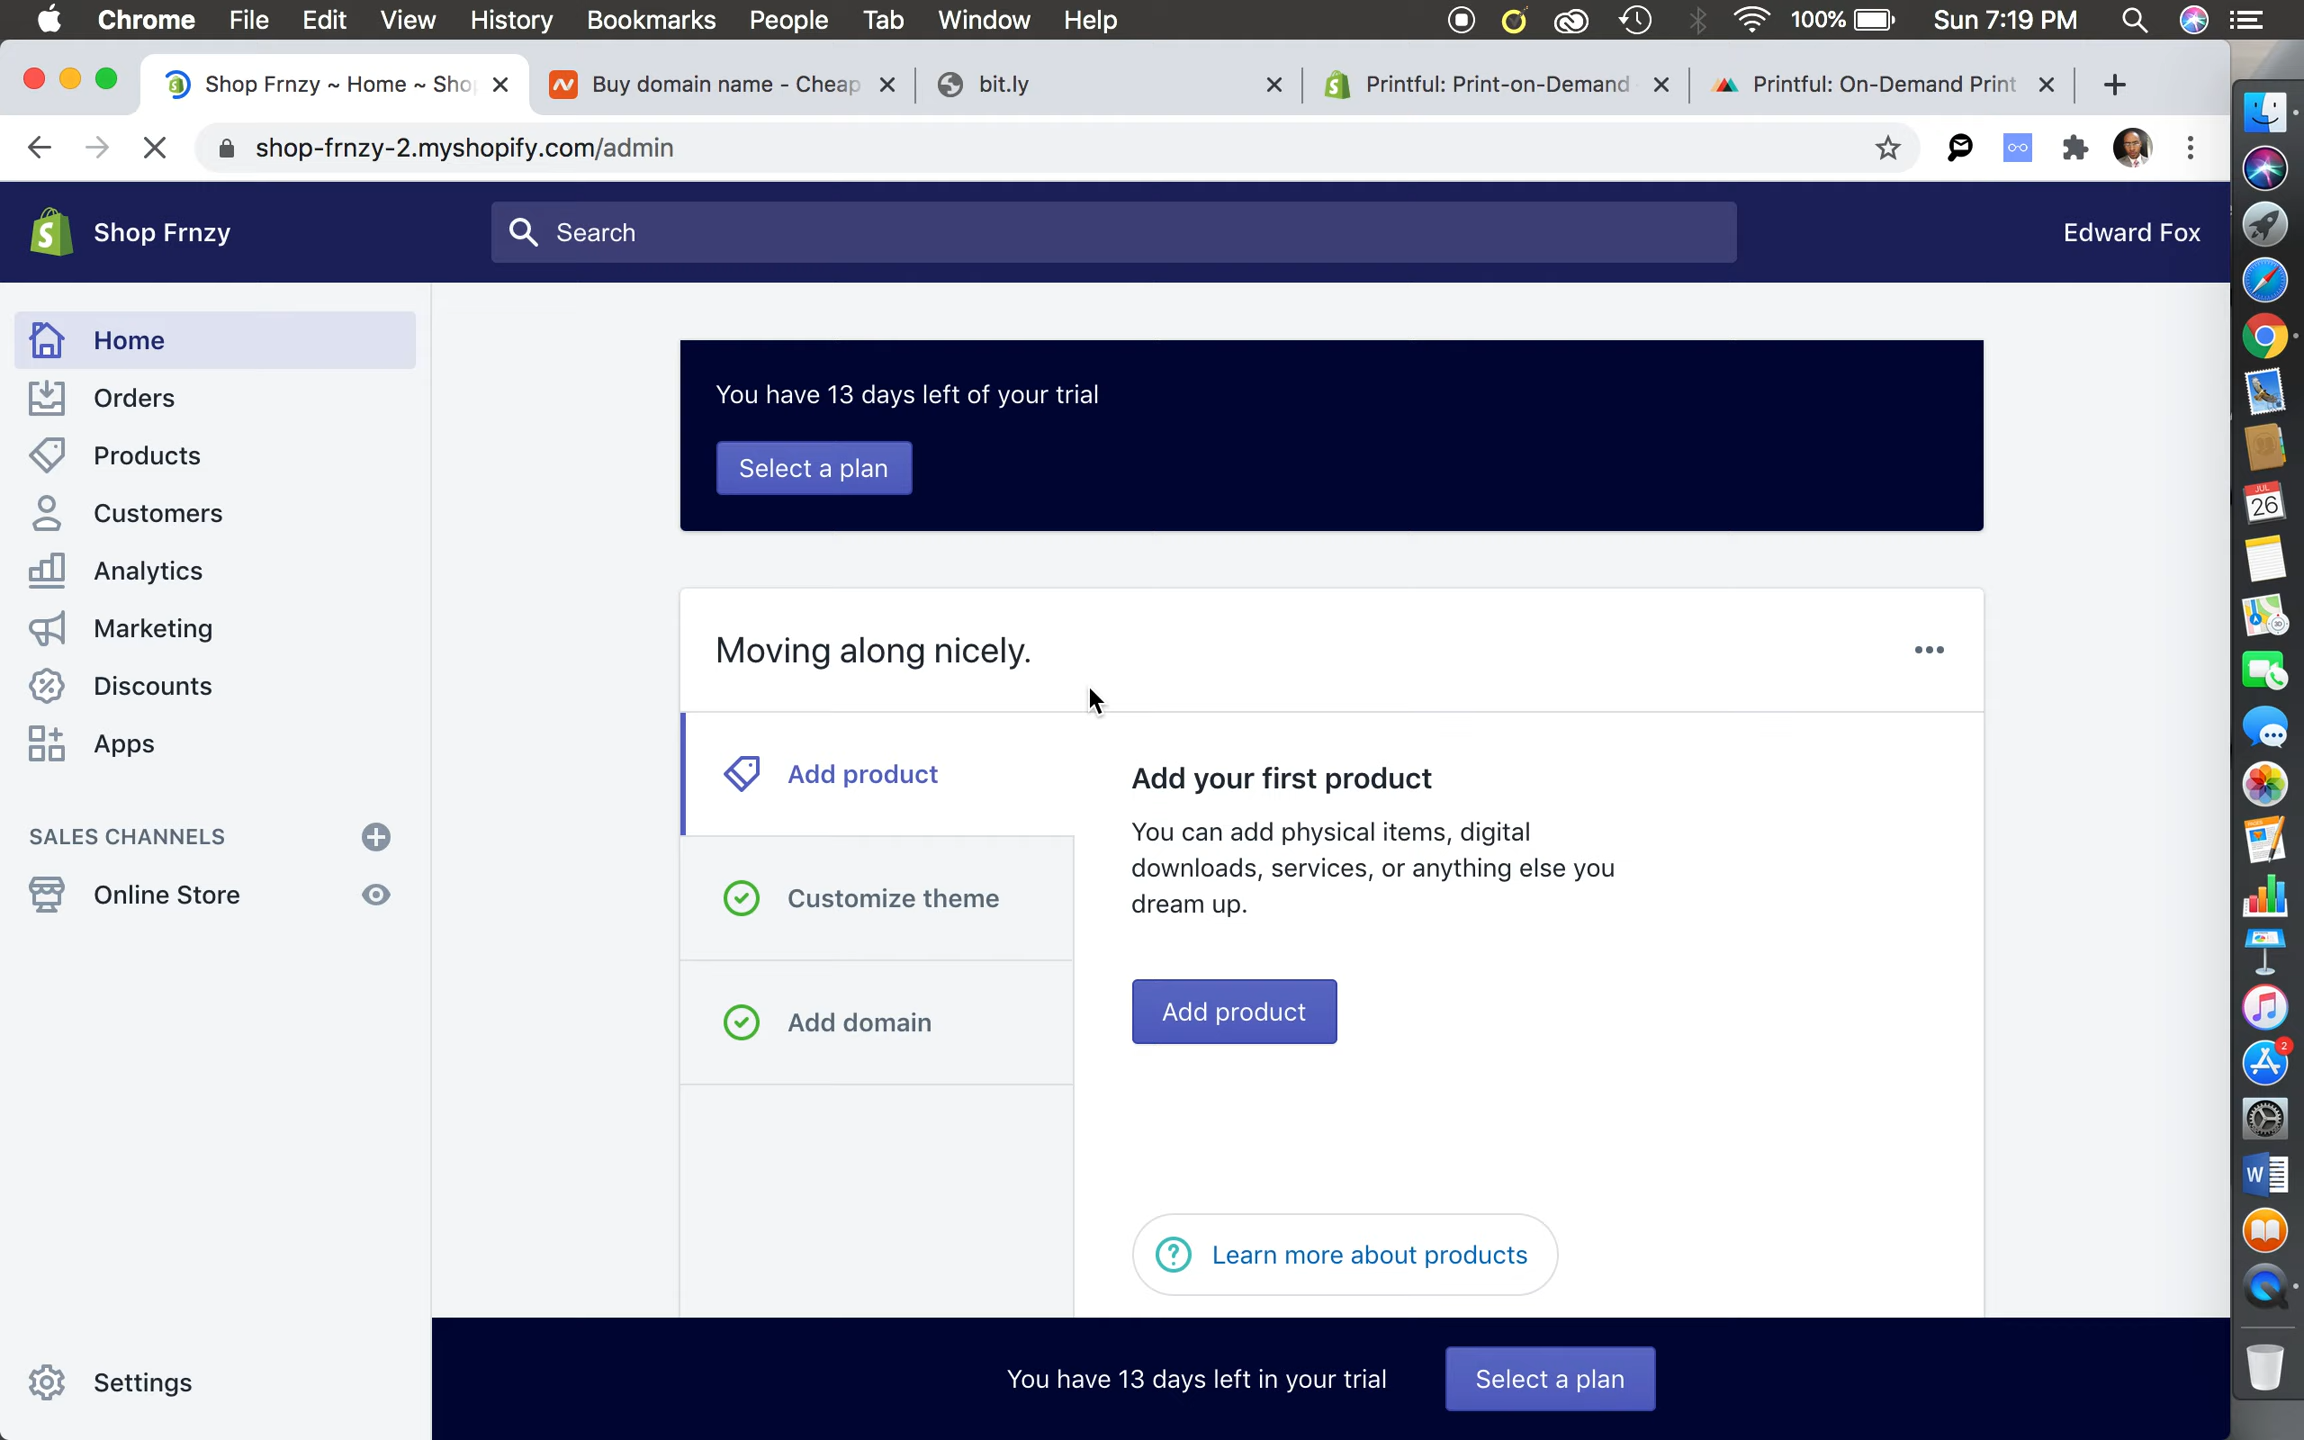 Chrome File Edit View History Bookmarks People Tab Window Help 100% Sun 7:19 PM
Shop Frnzy ~ Home ~ Sho
Buy domain name - Cheap
bit.ly
Printful: Print-on-Demand
Printful: On-Demand Print
shop-frnzy-2.myshopify.com/admin
Shop Frnzy
Search
Edward Fox
Home
Orders
Products
Customers
Analytics
Marketing
Discounts
Apps
SALES CHANNELS
Online Store
Settings
You have 13 days left of your trial
Select a plan
Moving along nicely.
Add product
Customize theme
Add domain
Add your first product
You can add physical items, digital
downloads, services, or anything else you
dream up.
Add product
Learn more about products
You have 13 days left in your trial
Select a plan
JUL
26
3D
2
W